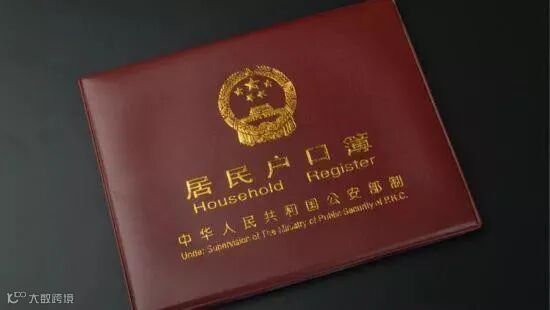 居民户口簿
Household Register
中华人民共和国公安部制
Under Supervision of The Ministry of Public Security of P.R.C.
大数跨境